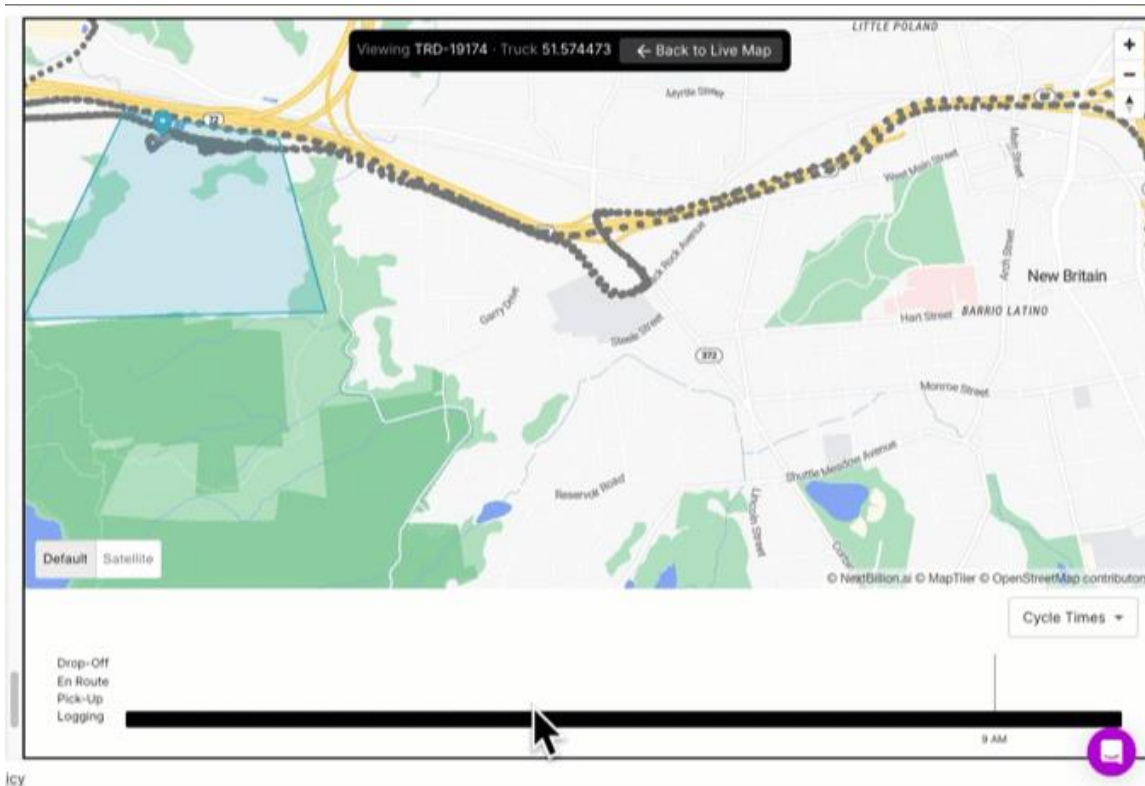 LITTLE POLAND
Viewing TRD-19174 · Truck 51.574473
← Back to Live Map
+
−
Myrtle Street
72
Main Street
West Main Street
Rock Avenue
Arch Street
New Britain
Garry Drive
Hart Street
BARRIO LATINO
Steele Street
372
Monroe Street
Shuttle Meadow Avenue
Reservoir Road
Lincoln Street
Default
Satellite
© NextBillion.ai © MapTiler © OpenStreetMap contributors
Cycle Times
Drop-Off
En Route
Pick-Up
Logging
9 AM
icy